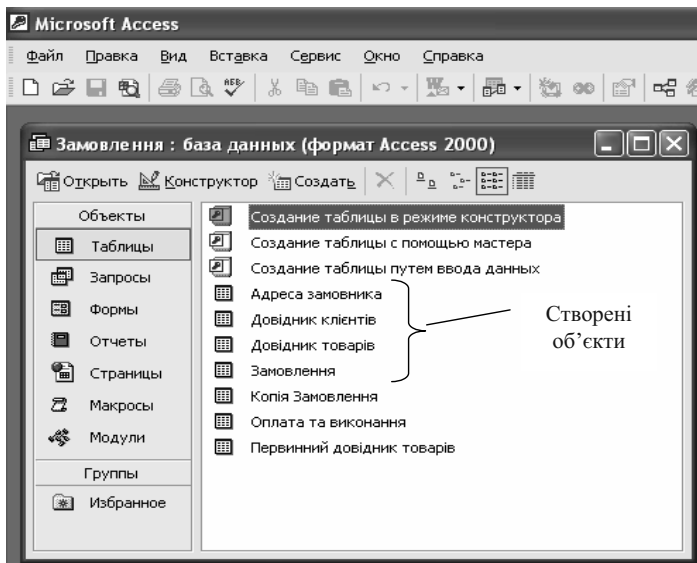 Microsoft Access
Файл Правка Вид Вставка Сервис Окно Справка
Замовлення : база данных (формат Access 2000)
Открыть Конструктор Создать
Объекты
Таблицы
Запросы
Формы
Отчеты
Страницы
Макросы
Модули
Группы
Избранное
Создание таблицы в режиме конструктора
Создание таблицы с помощью мастера
Создание таблицы путем ввода данных
Адреса замовника
Довідник клієнтів
Довідник товарів
Замовлення
Копія Замовлення
Оплата та виконання
Первинний довідник товарів
Створені
об’єкти